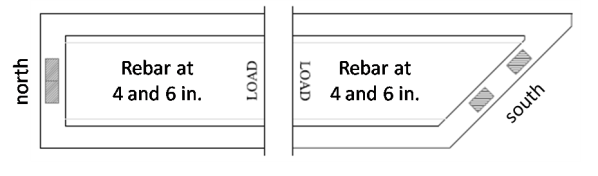 north
Rebar at
4 and 6 in.
LOAD
LOAD
Rebar at
4 and 6 in.
south